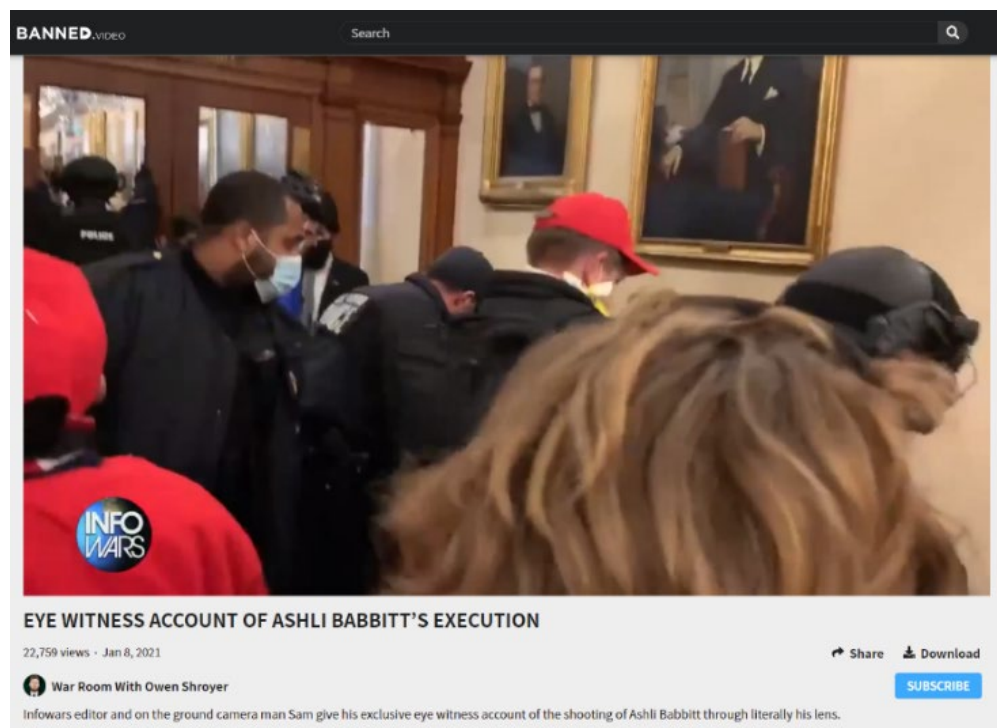 BANNED.VIDEO
Search
POLICE
INFO
WARS
EYE WITNESS ACCOUNT OF ASHLI BABBITT'S EXECUTION
22,759 views · Jan 8, 2021
Share
Download
War Room With Owen Shroyer
SUBSCRIBE
Infowars editor and on the ground camera man Sam give his exclusive eye witness account of the shooting of Ashli Babbitt through literally his lens.